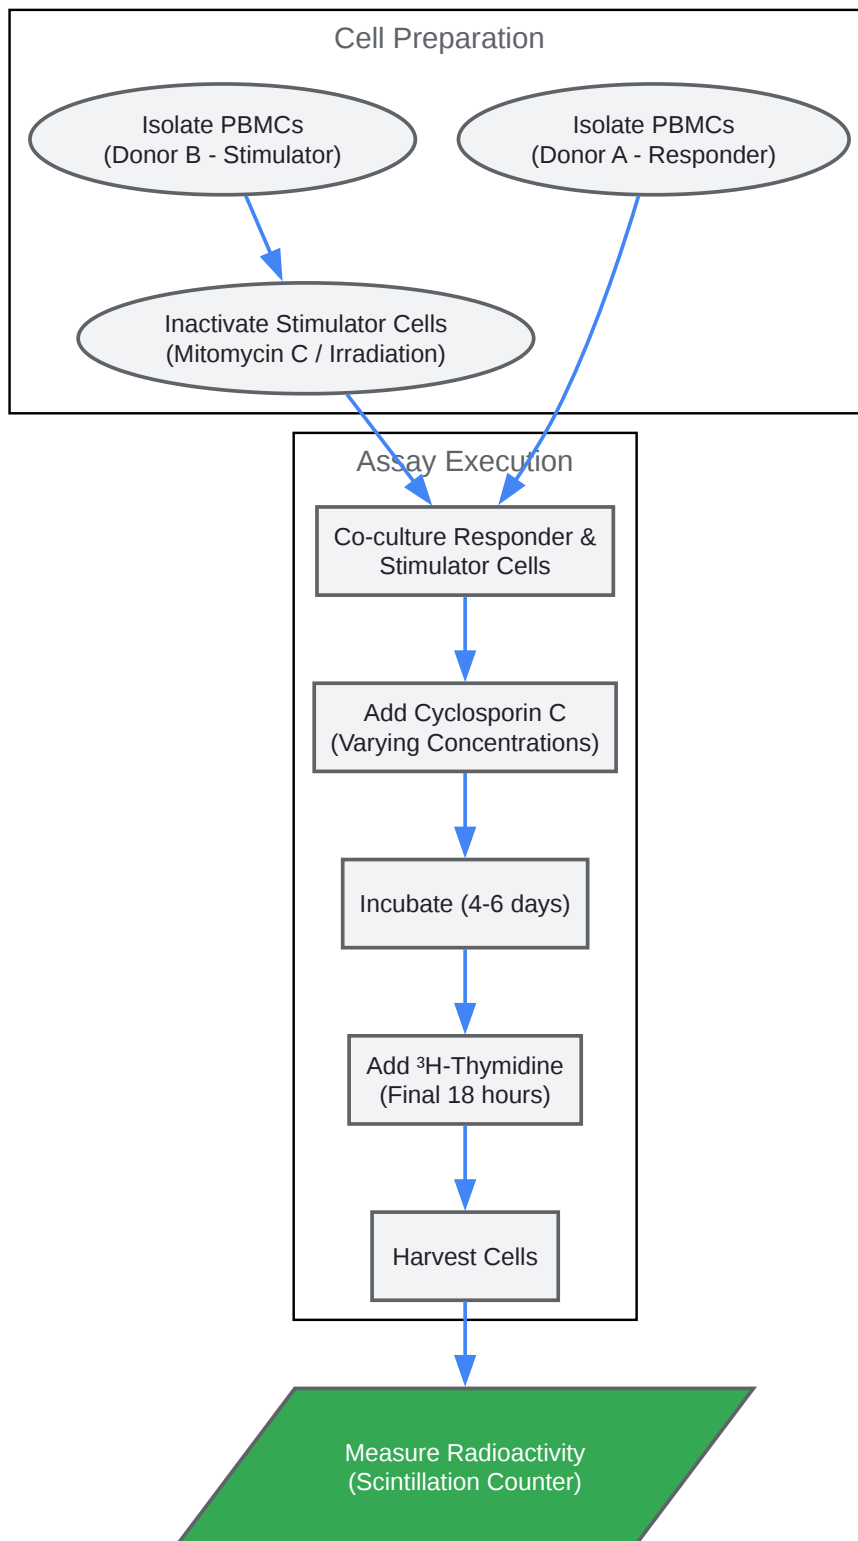 Cell Preparation
Isolate PBMCs
(Donor B - Stimulator)
Isolate PBMCs
(Donor A - Responder)
Inactivate Stimulator Cells
(Mitomycin C / Irradiation)
Assay Execution
Co-culture Responder &
Stimulator Cells
Add Cyclosporin C
(Varying Concentrations)
Incubate (4-6 days)
Add ³H-Thymidine
(Final 18 hours)
Harvest Cells
Measure Radioactivity
(Scintillation Counter)